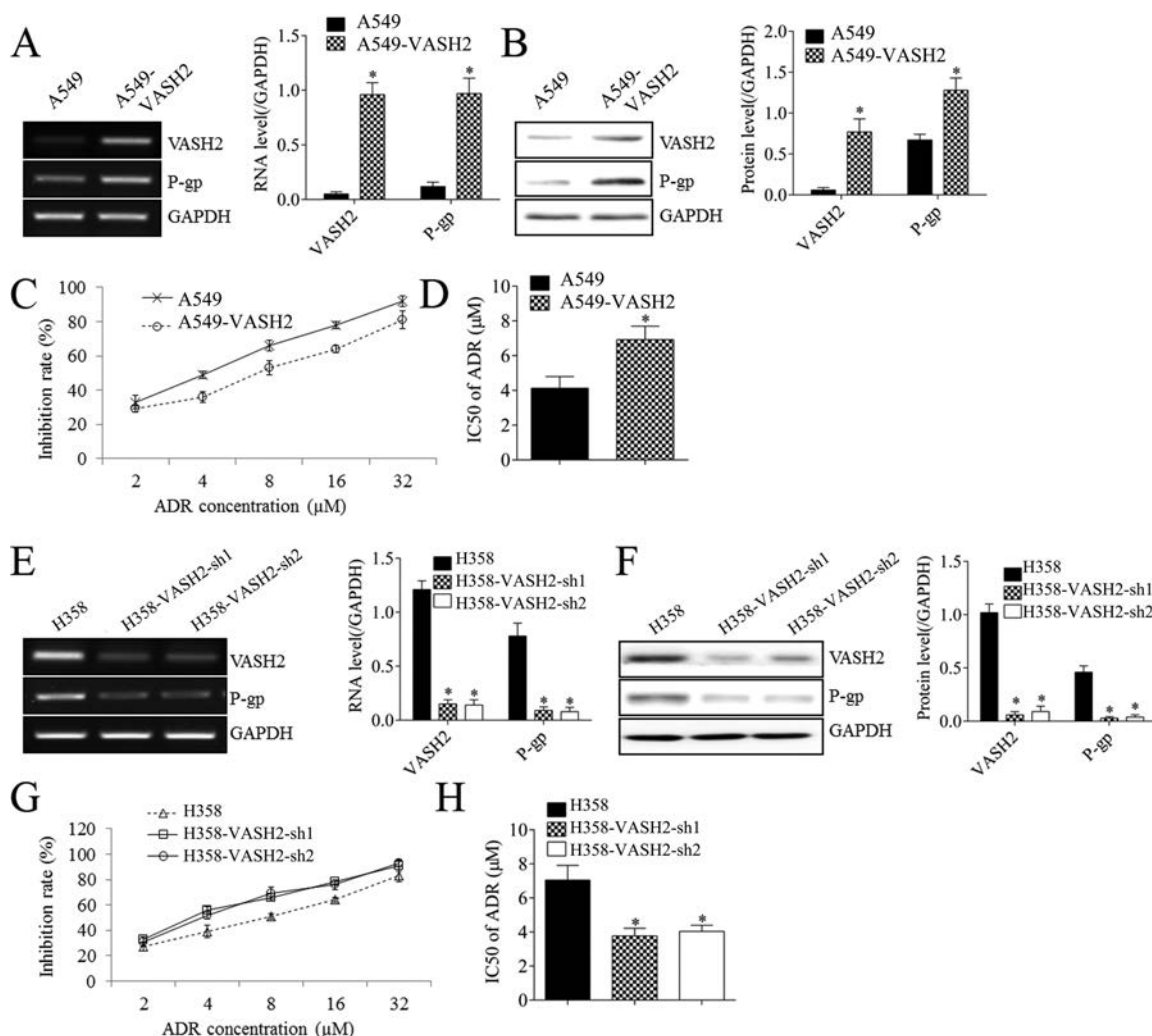 A
A549
A549-
VASH2
VASH2
P-gp
GAPDH
A549
A549-VASH2
RNA level(/GAPDH)
1.5
1.0
0.5
0.0
*
*
VASH2
P-gp
B
A549
A549-
VASH2
VASH2
P-gp
GAPDH
A549
A549-VASH2
Protein level(/GAPDH)
2.0
1.5
1.0
0.5
0.0
*
*
VASH2
P-gp
C
A549
A549-VASH2
Inhibition rate (%)
100
80
60
40
20
0
2 4 8 16 32
ADR concentration (μM)
D
A549
A549-VASH2
IC50 of ADR (μM)
8
6
4
2
0
*
E
H358
H358-VASH2-sh1
H358-VASH2-sh2
VASH2
P-gp
GAPDH
H358
H358-VASH2-sh1
H358-VASH2-sh2
RNA level(/GAPDH)
1.5
1.0
0.5
0.0
* *
* *
VASH2
P-gp
F
H358
H358-VASH2-sh1
H358-VASH2-sh2
VASH2
P-gp
GAPDH
H358
H358-VASH2-sh1
H358-VASH2-sh2
Protein level(/GAPDH)
1.5
1.0
0.5
0.0
* *
* *
VASH2
P-gp
G
H358
H358-VASH2-sh1
H358-VASH2-sh2
Inhibition rate (%)
120
100
80
60
40
20
0
2 4 8 16 32
ADR concentration (μM)
H
H358
H358-VASH2-sh1
H358-VASH2-sh2
IC50 of ADR (μM)
10
8
6
4
2
0
* *